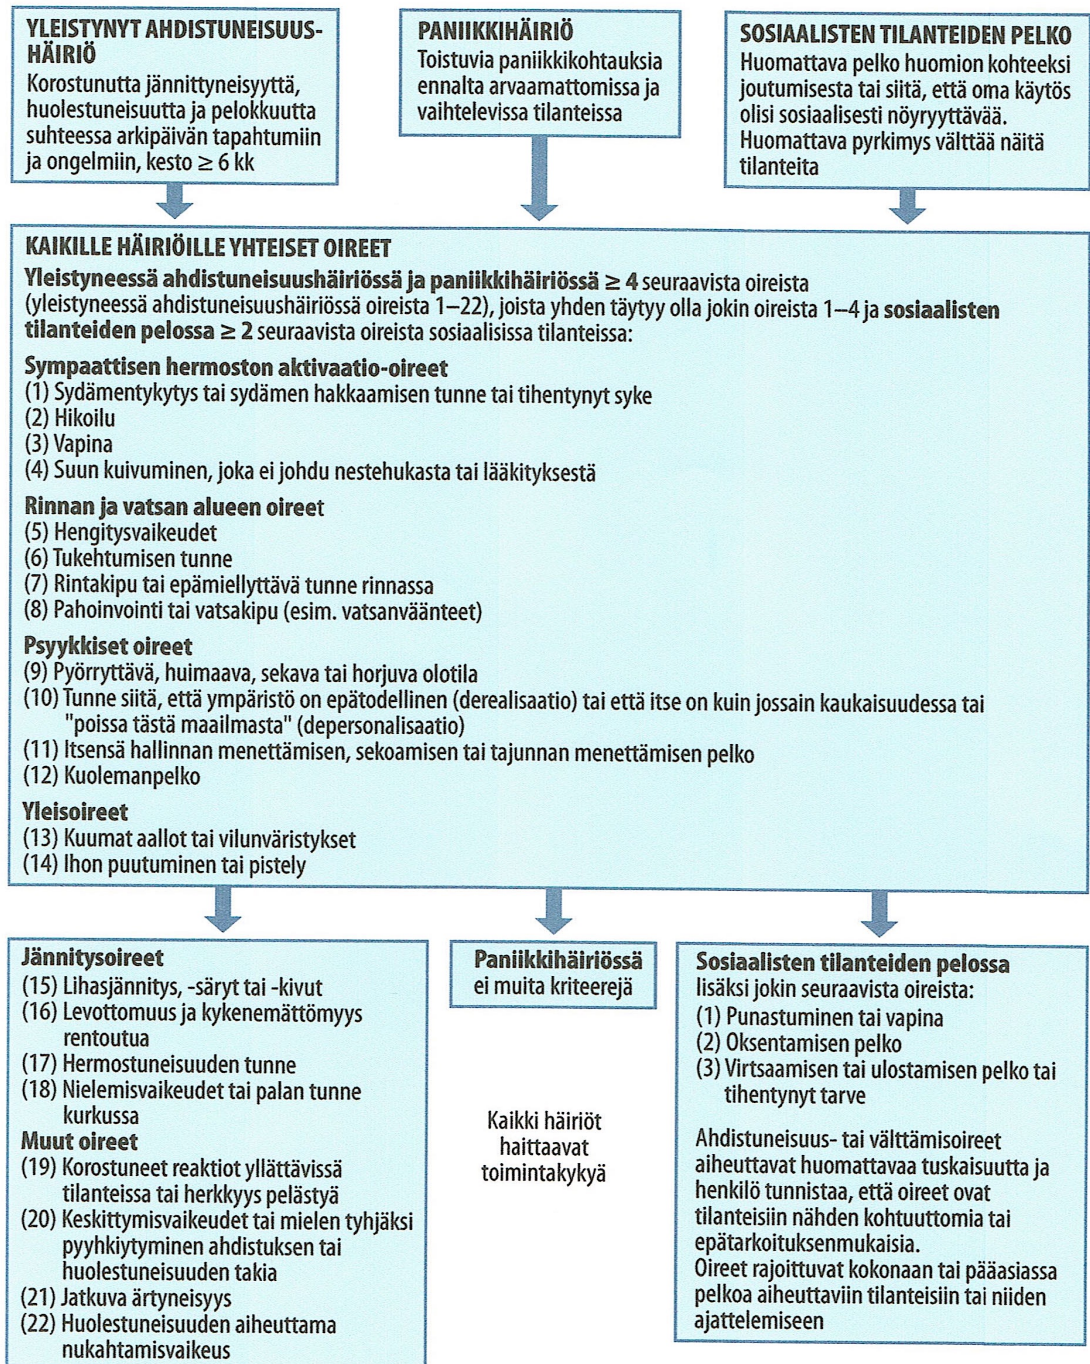 YLEISTYNYT AHDISTUNEISUUS-
HÄIRIÖ
Korostunutta jännittyneisyyttä,
huolestuneisuutta ja pelokkuutta
suhteessa arkipäivän tapahtumiin
ja ongelmiin, kesto ≥ 6 kk
PANIIKKIHÄIRIÖ
Toistuvia paniikkikohtauksia
ennalta arvaamattomissa ja
vaihtelevissa tilanteissa
SOSIAALISTEN TILANTEIDEN PELKO
Huomattava pelko huomion kohteeksi
joutumisesta tai siitä, että oma käytös
olisi sosiaalisesti nöyryyttävää.
Huomattava pyrkimys välttää näitä
tilanteita
KAIKILLE HÄIRIÖILLE YHTEISET OIREET
Yleistyneessä ahdistuneisuushäiriössä ja paniikkihäiriössä ≥ 4 seuraavista oireista
(yleistyneessä ahdistuneisuushäiriössä oireista 1–22), joista yhden täytyy olla jokin oireista 1–4 ja sosiaalisten
tilanteiden pelossa ≥ 2 seuraavista oireista sosiaalisissa tilanteissa:
Sympaattisen hermoston aktivaatio-oireet
(1) Sydämentykytys tai sydämen hakkaamisen tunne tai tihentynyt syke
(2) Hikoilu
(3) Vapina
(4) Suun kuivuminen, joka ei johdu nestehukasta tai lääkityksestä
Rinnan ja vatsan alueen oireet
(5) Hengitysvaikeudet
(6) Tukehtumisen tunne
(7) Rintakipu tai epämiellyttävä tunne rinnassa
(8) Pahoinvointi tai vatsakipu (esim. vatsanväänteet)
Psyykkiset oireet
(9) Pyörryttävä, huimaava, sekava tai horjuva olotila
(10) Tunne siitä, että ympäristö on epätodellinen (derealisaatio) tai että itse on kuin jossain kaukaisuudessa tai
"poissa tästä maailmasta" (depersonalisaatio)
(11) Itsensä hallinnan menettämisen, sekoamisen tai tajunnan menettämisen pelko
(12) Kuolemanpelko
Yleisoireet
(13) Kuumat aallot tai vilunväristykset
(14) Ihon puutuminen tai pistely
Jännitysoireet
(15) Lihasjännitys, -säryt tai -kivut
(16) Levottomuus ja kykenemättömyys
rentoutua
(17) Hermostuneisuuden tunne
(18) Nielemisvaikeudet tai palan tunne
kurkussa
Muut oireet
(19) Korostuneet reaktiot yllättävissä
tilanteissa tai herkkyys pelästyä
(20) Keskittymisvaikeudet tai mielen tyhjäksi
pyyhkiytyminen ahdistuksen tai
huolestuneisuuden takia
(21) Jatkuva ärtyneisyys
(22) Huolestuneisuuden aiheuttama
nukahtamisvaikeus
Paniikkihäiriössä
ei muita kriteerejä
Kaikki häiriöt
haittaavat
toimintakykyä
Sosiaalisten tilanteiden pelossa
lisäksi jokin seuraavista oireista:
(1) Punastuminen tai vapina
(2) Oksentamisen pelko
(3) Virtsaamisen tai ulostamisen pelko tai
tihentynyt tarve
Ahdistuneisuus- tai välttämisoireet
aiheuttavat huomattavaa tuskaisuutta ja
henkilö tunnistaa, että oireet ovat
tilanteisiin nähden kohtuuttomia tai
epätarkoituksenmukaisia.
Oireet rajoittuvat kokonaan tai pääasiassa
pelkoa aiheuttaviin tilanteisiin tai niiden
ajattelemiseen